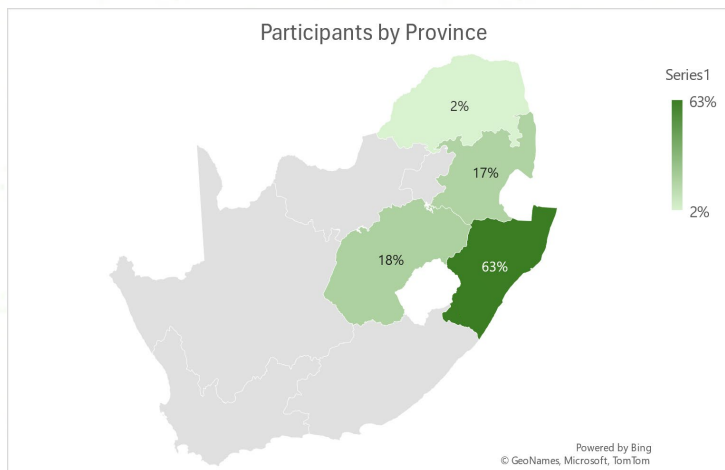 Participants by Province
Series1
63%
2%
2%
17%
18%
63%
Powered by Bing
© GeoNames, Microsoft, TomTom